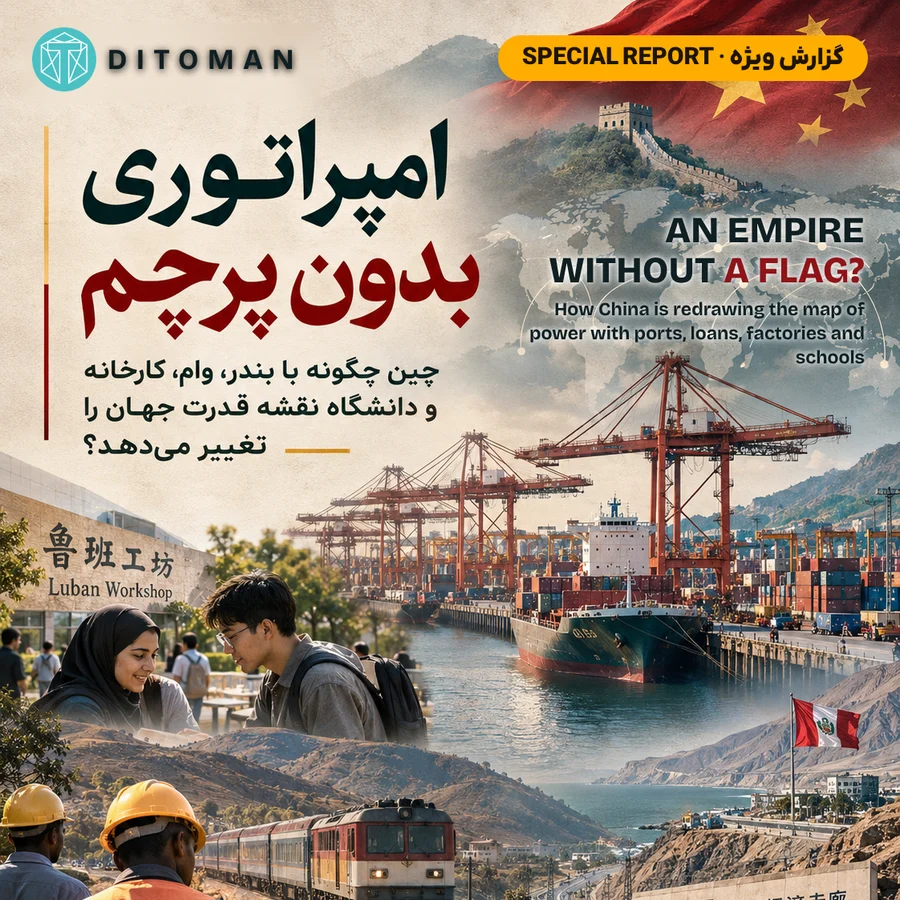 DITOMAN
SPECIAL REPORT · گزارش ویژه
امپراتوری
بدون پرچم
چین چگونه با بندر، وام، کارخانه
و دانشگاه نقشه قدرت جهان را
تغییر می‌دهد؟
AN EMPIRE
WITHOUT A FLAG?
How China is redrawing the map of
power with ports, loans, factories and
schools
鲁班工坊
Luban Workshop